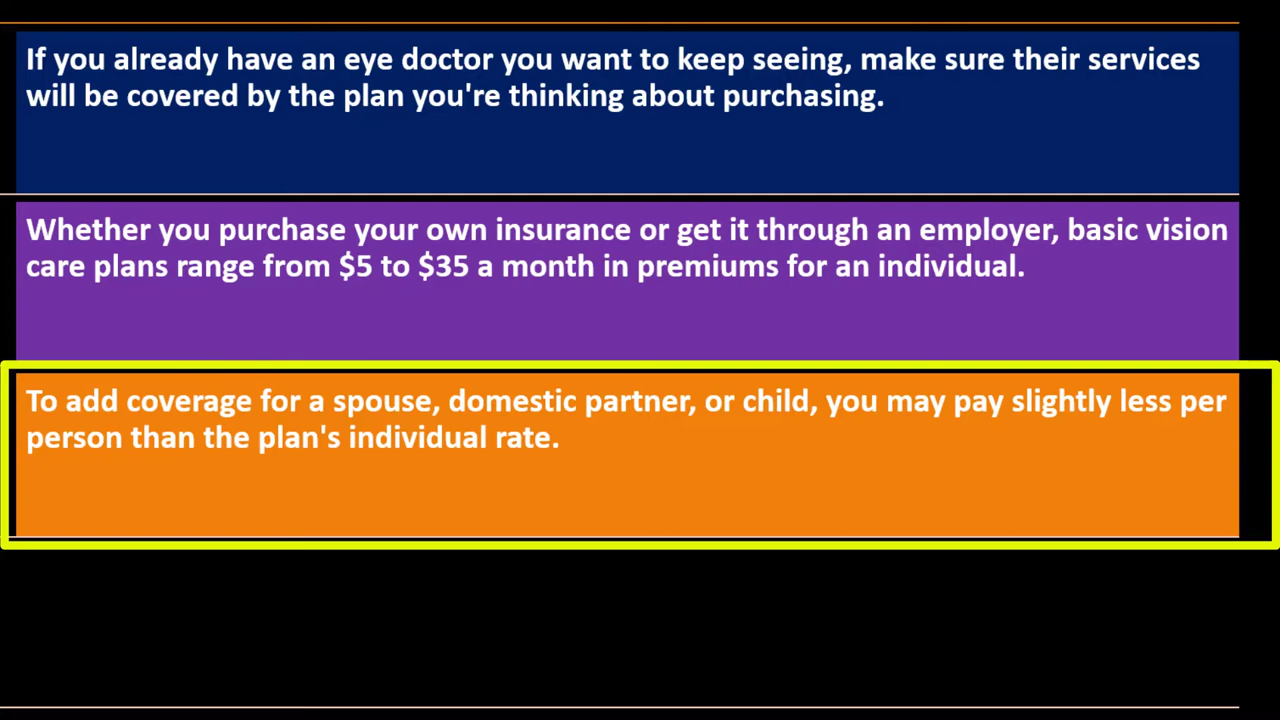 If you already have an eye doctor you want to keep seeing, make sure their services
will be covered by the plan you're thinking about purchasing.
Whether you purchase your own insurance or get it through an employer, basic vision
care plans range from $5 to $35 a month in premiums for an individual.
To add coverage for a spouse, domestic partner, or child, you may pay slightly less per
person than the plan's individual rate.